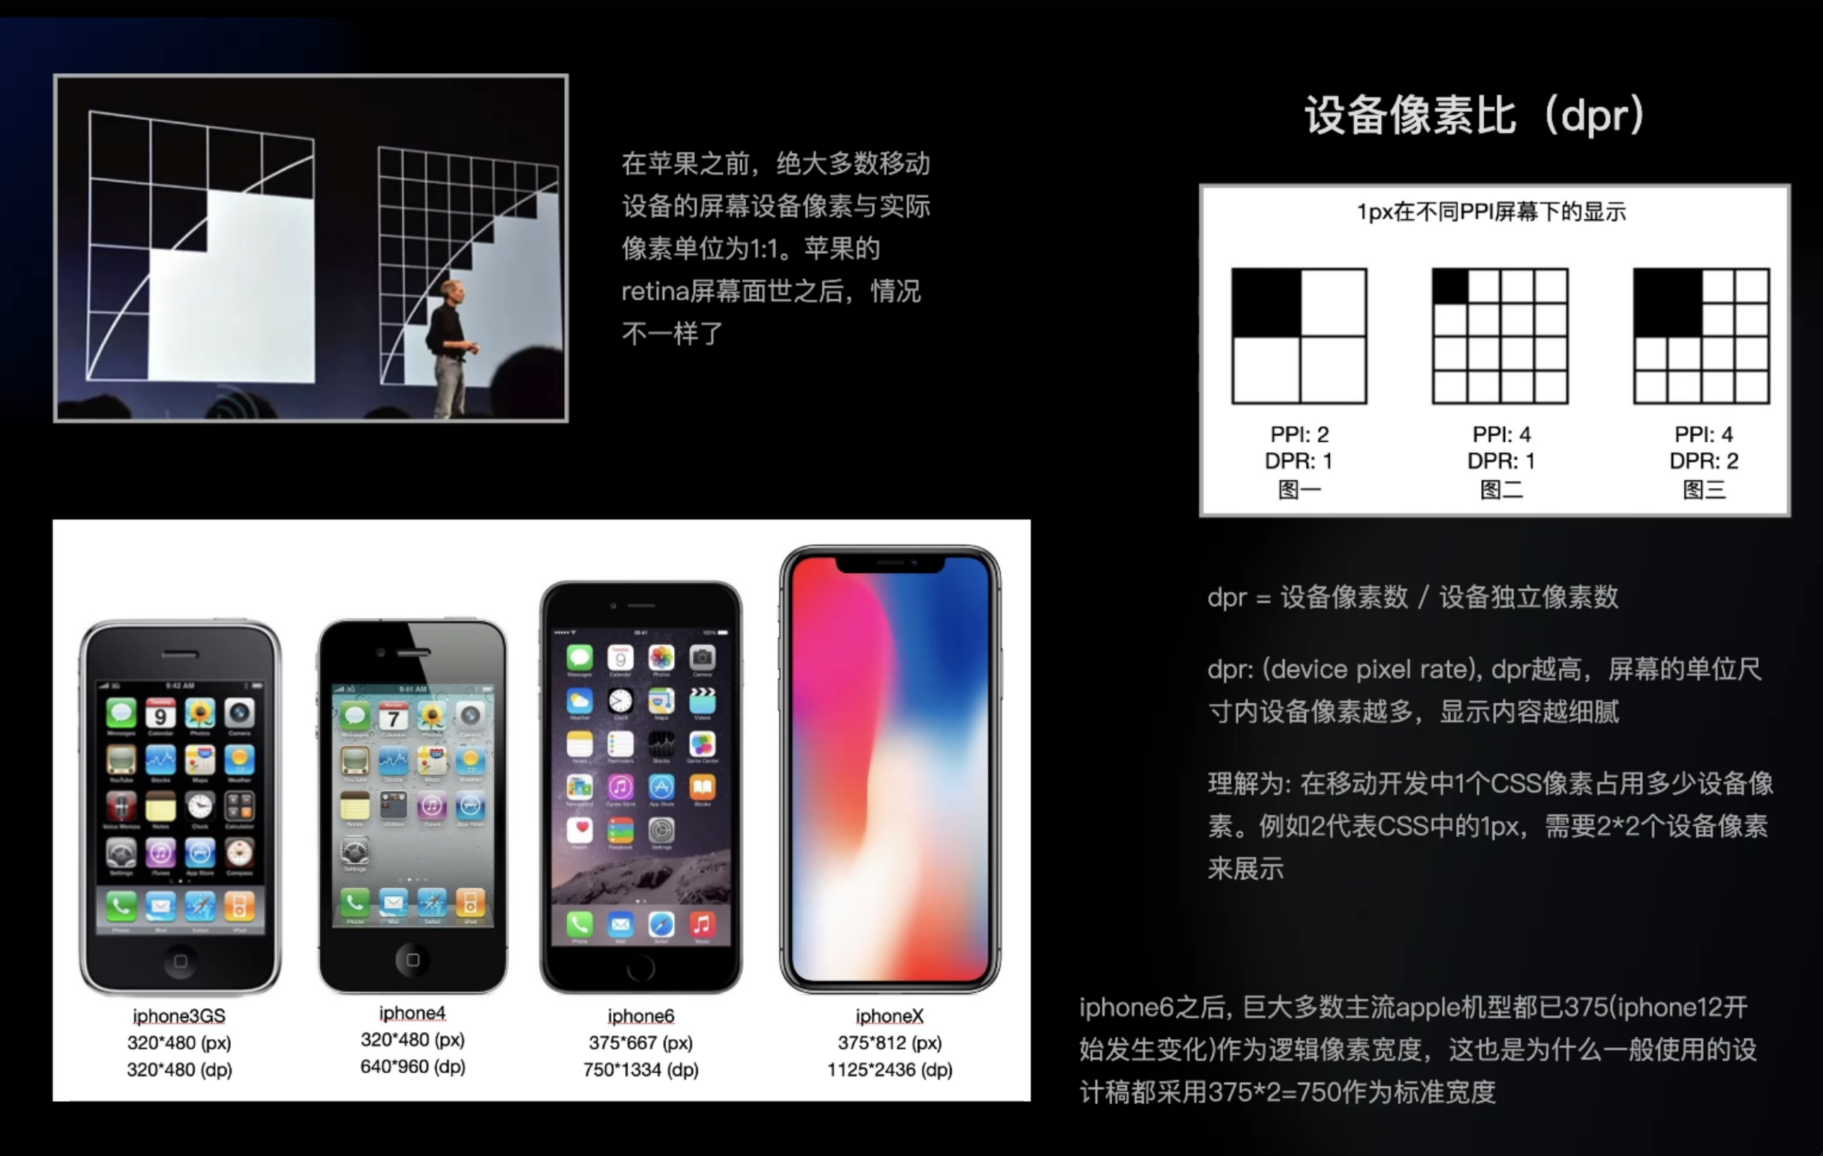 在苹果之前，绝大多数移动
设备的屏幕设备像素与实际
像素单位为1:1。苹果的
retina屏幕面世之后，情况
不一样了
设备像素比（dpr）
1px在不同PPI屏幕下的显示
PPI: 2
DPR: 1
图一
PPI: 4
DPR: 1
图二
PPI: 4
DPR: 2
图三
dpr = 设备像素数 / 设备独立像素数
dpr: (device pixel rate), dpr越高，屏幕的单位尺
寸内设备像素越多，显示内容越细腻
理解为: 在移动开发中1个CSS像素占用多少设备像
素。例如2代表CSS中的1px，需要2*2个设备像素
来展示
iphone3GS
320*480 (px)
320*480 (dp)
iphone4
320*480 (px)
640*960 (dp)
iphone6
375*667 (px)
750*1334 (dp)
iphoneX
375*812 (px)
1125*2436 (dp)
iphone6之后, 巨大多数主流apple机型都已375(iphone12开
始发生变化)作为逻辑像素宽度，这也是为什么一般使用的设
计稿都采用375*2=750作为标准宽度